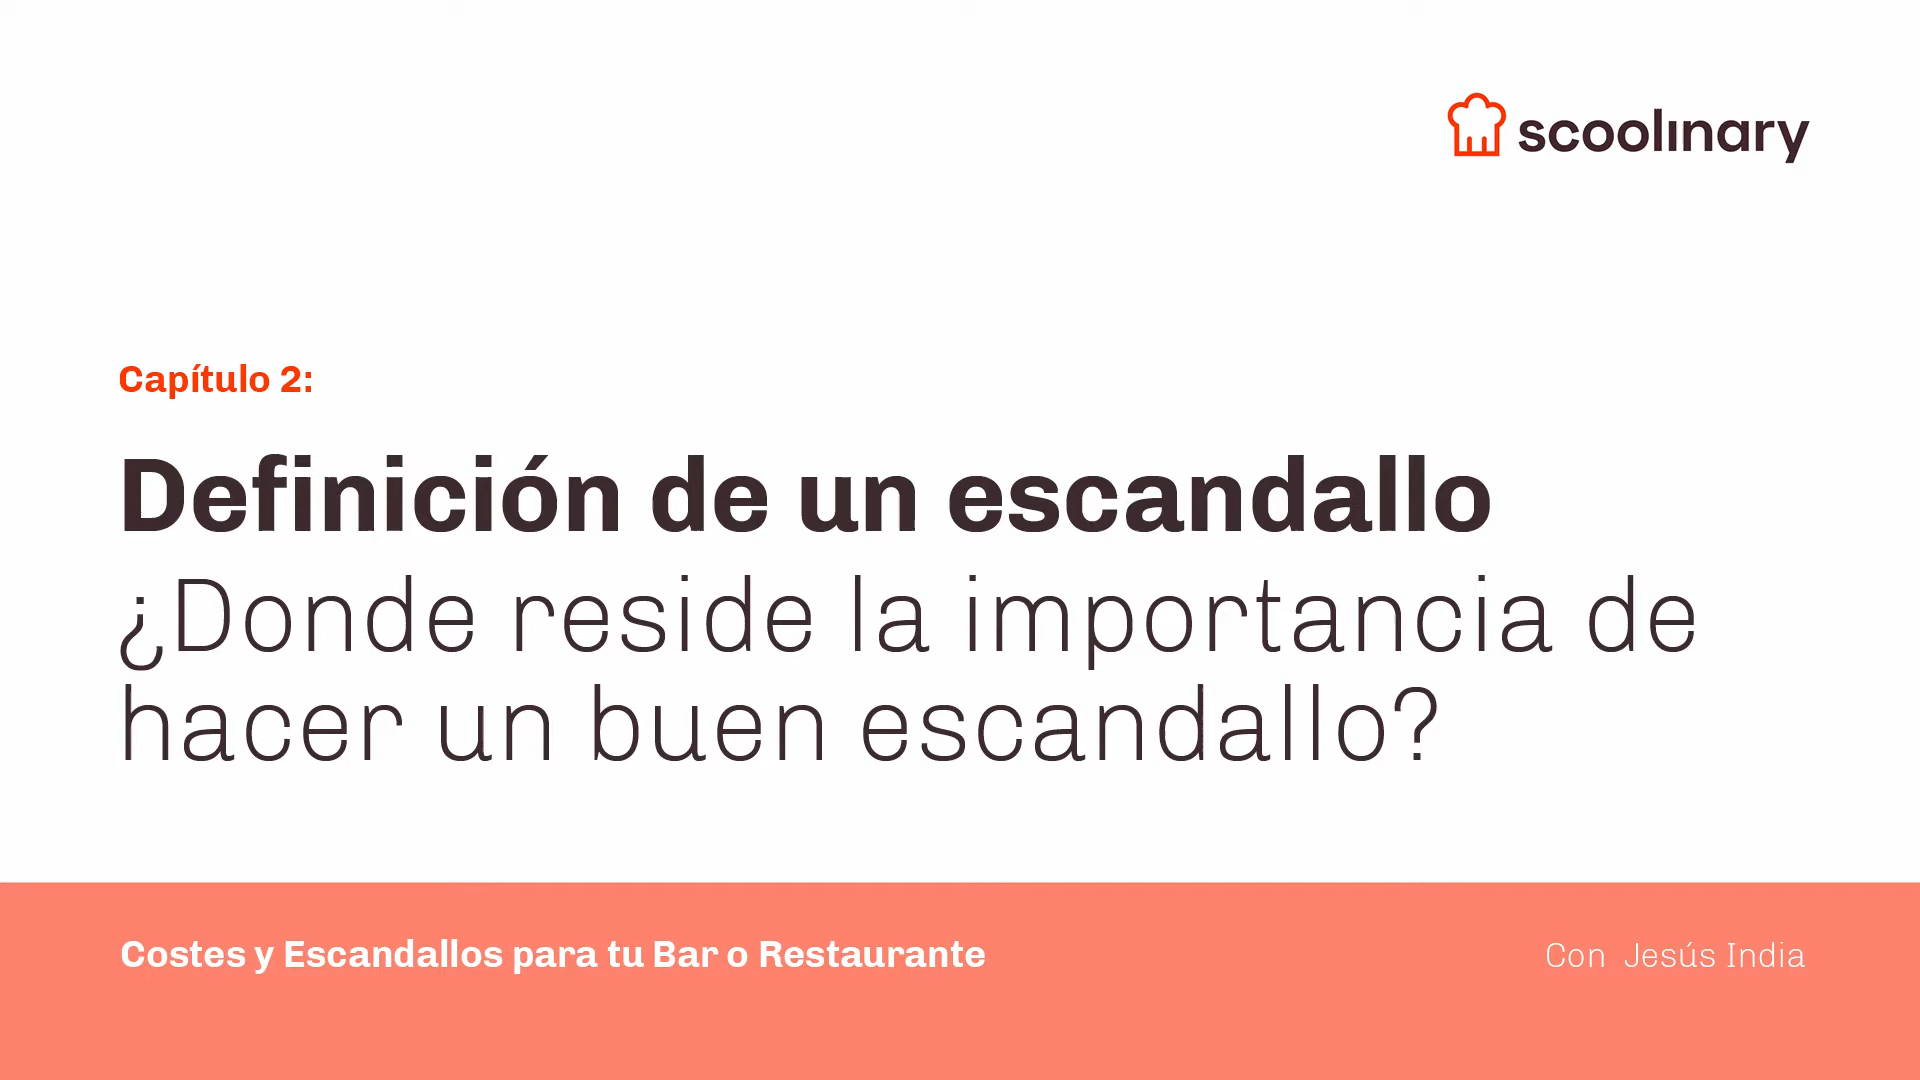 scoolinary
Capítulo 2:
Definición de un escandallo
¿Donde reside la importancia de
hacer un buen escandallo?
Costes y Escandallos para tu Bar o Restaurante
Con Jesús India